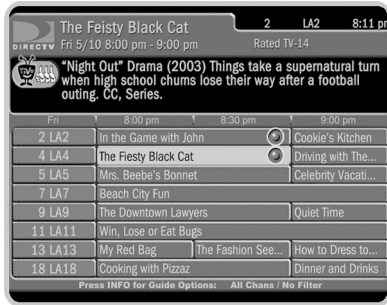 The Feisty Black Cat 2 LA2 8:11 pm
DIRECTV Fri 5/10 8:00 pm - 9:00 pm Rated TV-14
TiVo "Night Out" Drama (2003) Things take a supernatural turn
when high school chums lose their way after a football
outing. CC, Series.
Fri 8:00 pm 8:30 pm 9:00 pm
2 LA2 In the Game with John Cookie's Kitchen
4 LA4 The Fiesty Black Cat Driving with The...
5 LA5 Mrs. Beebe's Bonnet Celebrity Vacati...
7 LA7 Beach City Fun
9 LA9 The Downtown Lawyers Quiet Time
11 LA11 Win, Lose or Eat Bugs
13 LA13 My Red Bag The Fashion See... How to Dress to...
18 LA18 Cooking with Pizzaz Dinner and Drinks
Press INFO for Guide Options: All Chans / No Filter